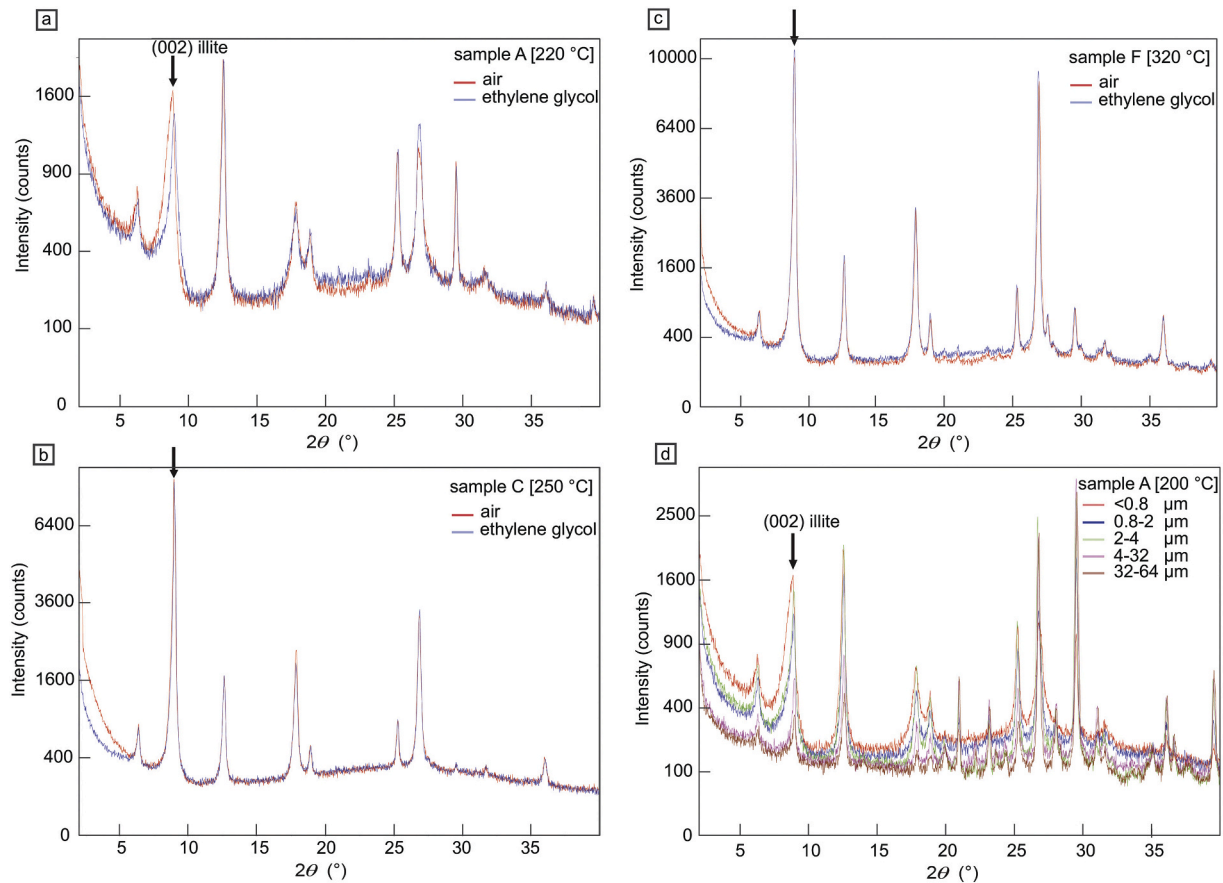 a
(002) illite
sample A [220 °C]
air
ethylene glycol
1600
900
400
100
0
Intensity (counts)
5 10 15 20 25 30 35
2θ (°)
c
sample F [320 °C]
air
ethylene glycol
10000
6400
3600
1600
400
0
Intensity (counts)
5 10 15 20 25 30 35
2θ (°)
b
sample C [250 °C]
air
ethylene glycol
6400
3600
1600
400
0
Intensity (counts)
5 10 15 20 25 30 35
2θ (°)
d
(002) illite
sample A [200 °C]
<0.8 µm
0.8-2 µm
2-4 µm
4-32 µm
32-64 µm
2500
1600
900
400
100
0
Intensity (counts)
5 10 15 20 25 30 35
2θ (°)